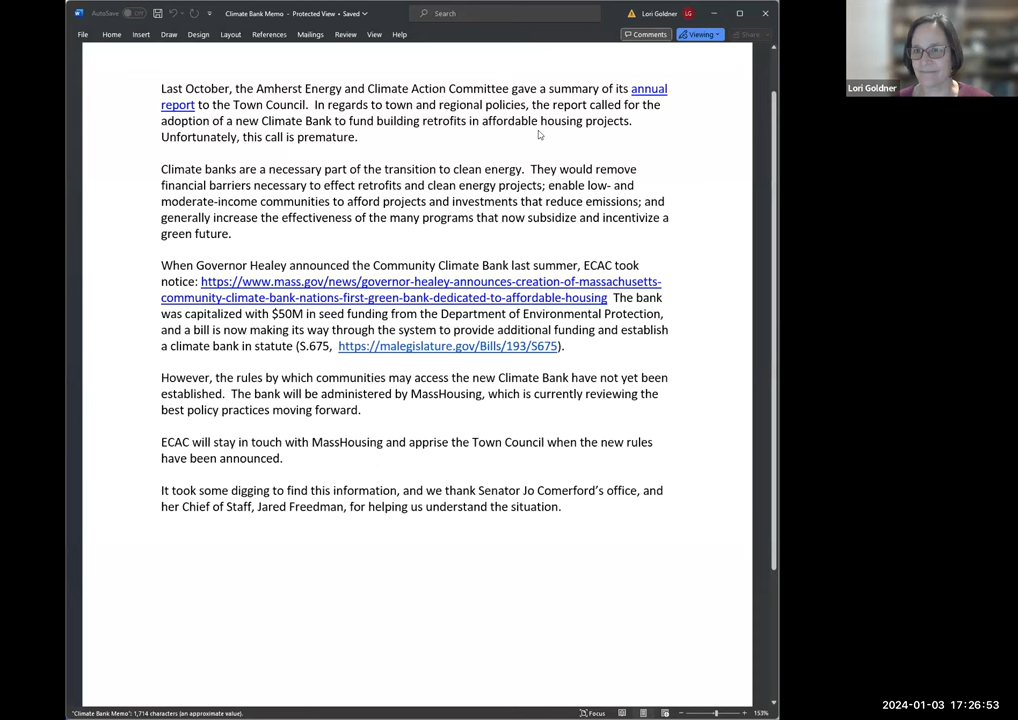 AutoSave Off
Climate Bank Memo - Protected View • Saved
Search
Lori Goldner LG
File Home Insert Draw Design Layout References Mailings Review View Help
Comments Viewing Share
Lori Goldner
Last October, the Amherst Energy and Climate Action Committee gave a summary of its annual
report to the Town Council. In regards to town and regional policies, the report called for the
adoption of a new Climate Bank to fund building retrofits in affordable housing projects.
Unfortunately, this call is premature.
Climate banks are a necessary part of the transition to clean energy. They would remove
financial barriers necessary to effect retrofits and clean energy projects; enable low- and
moderate-income communities to afford projects and investments that reduce emissions; and
generally increase the effectiveness of the many programs that now subsidize and incentivize a
green future.
When Governor Healey announced the Community Climate Bank last summer, ECAC took
notice: https://www.mass.gov/news/governor-healey-announces-creation-of-massachusetts-
community-climate-bank-nations-first-green-bank-dedicated-to-affordable-housing The bank
was capitalized with $50M in seed funding from the Department of Environmental Protection,
and a bill is now making its way through the system to provide additional funding and establish
a climate bank in statute (S.675, https://malegislature.gov/Bills/193/S675).
However, the rules by which communities may access the new Climate Bank have not yet been
established. The bank will be administered by MassHousing, which is currently reviewing the
best policy practices moving forward.
ECAC will stay in touch with MassHousing and apprise the Town Council when the new rules
have been announced.
It took some digging to find this information, and we thank Senator Jo Comerford's office, and
her Chief of Staff, Jared Freedman, for helping us understand the situation.
"Climate Bank Memo": 1,714 characters (an approximate value).
Focus
153%
2024-01-03 17:26:53